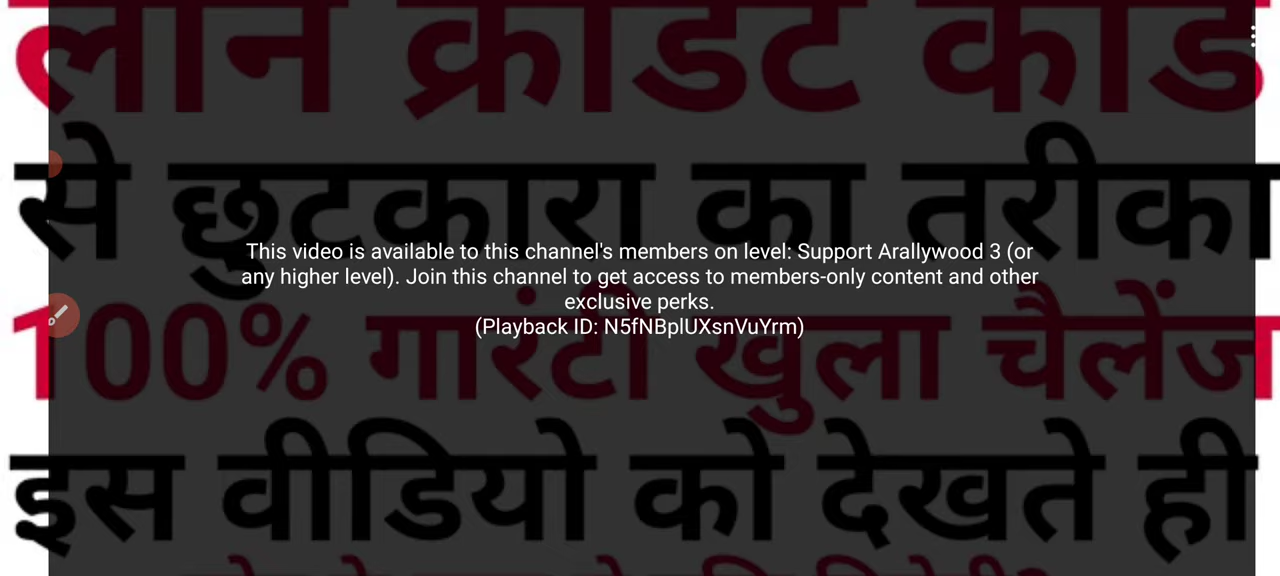 लोन क्रेडिट कार्ड
से छुटकारा का तरीका
This video is available to this channel's members on level: Support Arallywood 3 (or
any higher level). Join this channel to get access to members-only content and other
exclusive perks.
(Playback ID: N5fNBplUXsnVuYrm)
100% गारंटी खुला चैलेंज
इस वीडियो को देखते ही